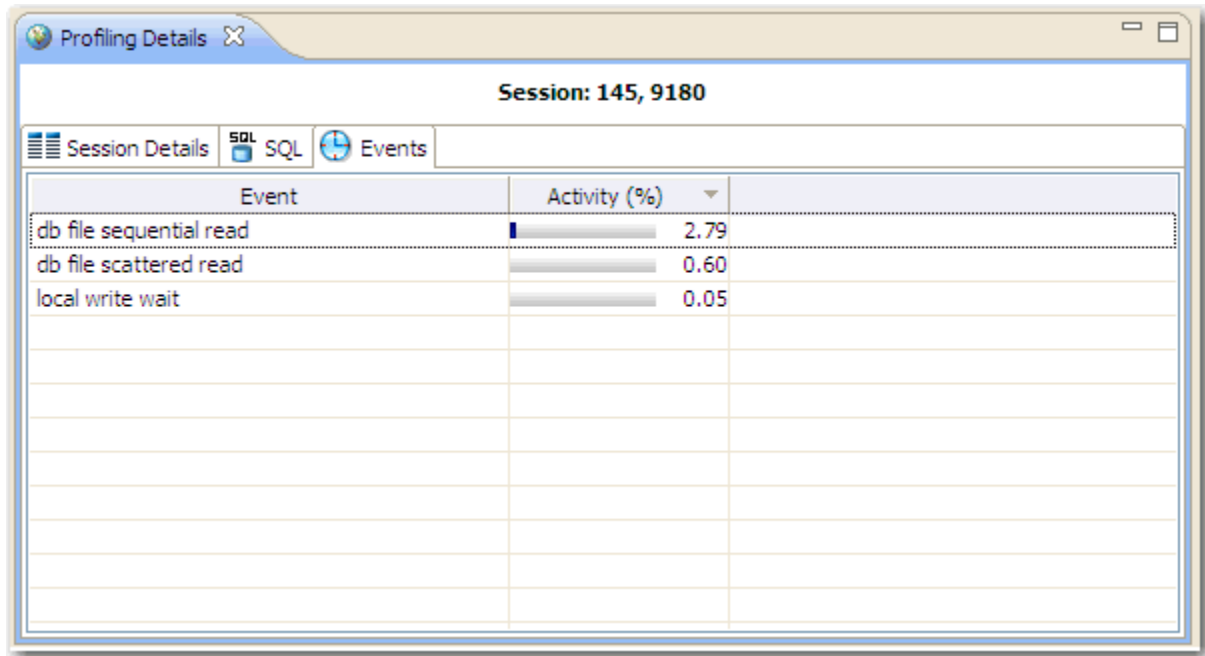 Profiling Details
Session: 145, 9180
Session Details SQL SQL Events
Event Activity (%)
db file sequential read 2.79
db file scattered read 0.60
local write wait 0.05